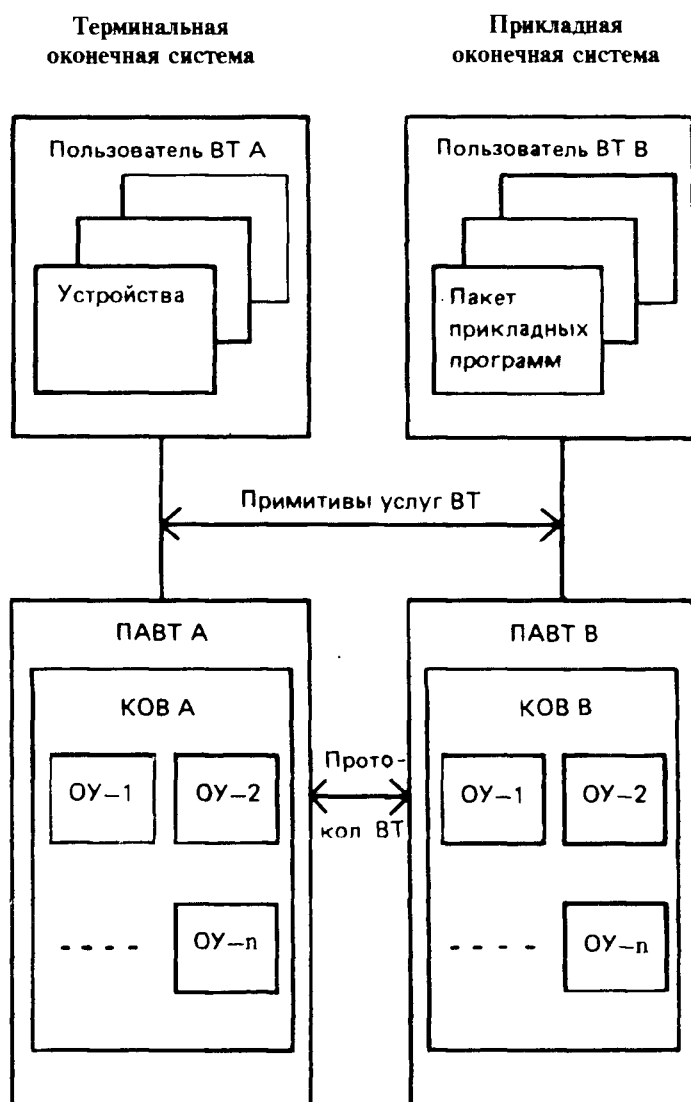 Терминальная
оконечная система
Прикладная
оконечная система
Пользователь ВТ А
Устройства
Пользователь ВТ В
Пакет
прикладных
программ
Примитивы услуг ВТ
ПАВТ А
КОВ А
ОУ–1
ОУ–2
ОУ–n
Прото-
кол ВТ
ПАВТ В
КОВ В
ОУ–1
ОУ–2
ОУ–n